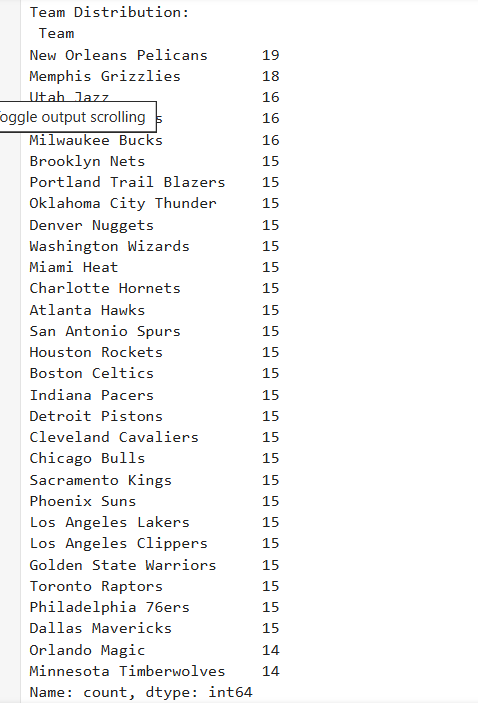 Team Distribution:
Team
New Orleans Pelicans 19
Memphis Grizzlies 18
Utah Jazz 16
oggle output scrolling s 16
Milwaukee Bucks 16
Brooklyn Nets 15
Portland Trail Blazers 15
Oklahoma City Thunder 15
Denver Nuggets 15
Washington Wizards 15
Miami Heat 15
Charlotte Hornets 15
Atlanta Hawks 15
San Antonio Spurs 15
Houston Rockets 15
Boston Celtics 15
Indiana Pacers 15
Detroit Pistons 15
Cleveland Cavaliers 15
Chicago Bulls 15
Sacramento Kings 15
Phoenix Suns 15
Los Angeles Lakers 15
Los Angeles Clippers 15
Golden State Warriors 15
Toronto Raptors 15
Philadelphia 76ers 15
Dallas Mavericks 15
Orlando Magic 14
Minnesota Timberwolves 14
Name: count, dtype: int64